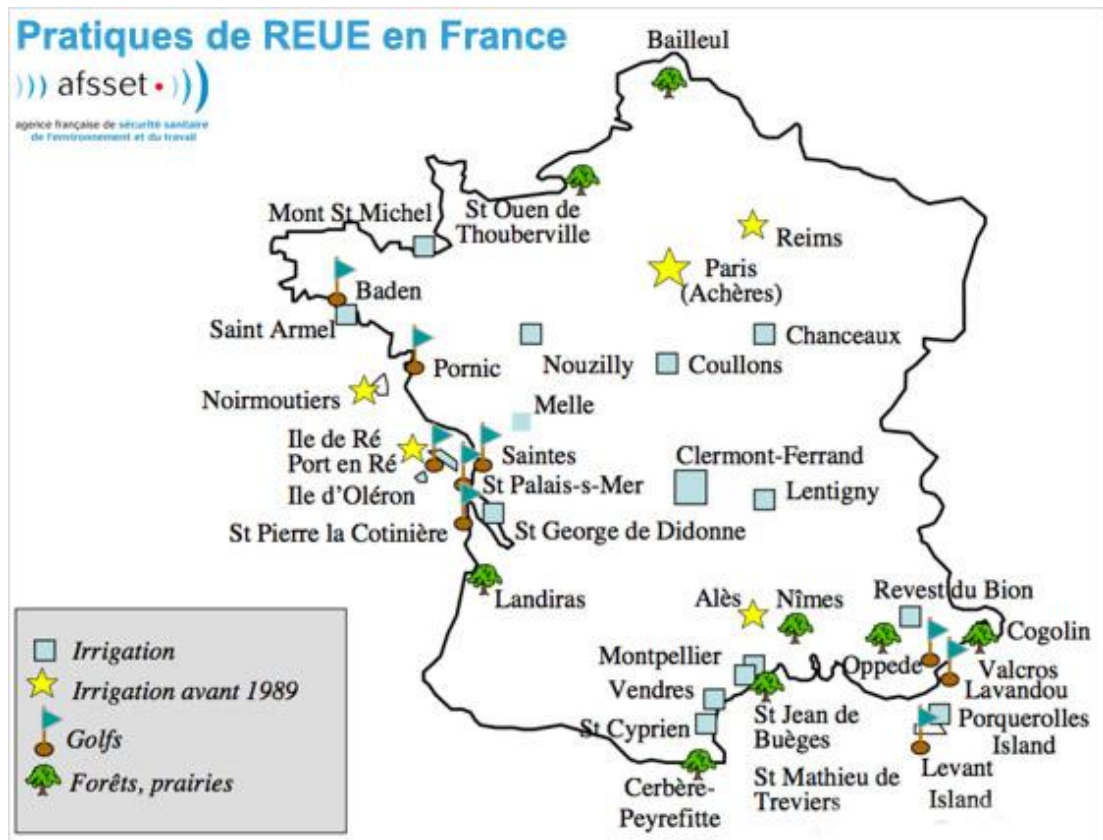 Pratiques de REUE en France
))) afsset • )))
agence française de sécurité sanitaire
de l'environnement et du travail
Bailleul
Mont St Michel
St Ouen de
Thouberville
Reims
Paris
(Achères)
Baden
Saint Armel
Chanceaux
Pornic
Nouzilly
Coullons
Noirmoutiers
Melle
Ile de Ré
Port en Ré
Saintes
Clermont-Ferrand
Ile d'Oléron
St Palais-s-Mer
Lentigny
St Pierre la Cotinière
St George de Didonne
Landiras
Alès
Nîmes
Revest du Bion
Cogolin
Montpellier
Oppede
Valcros
Lavandou
Vendres
St Cyprien
St Jean de
Buèges
Porquerolles
Island
Cerbère-
Peyrefitte
St Mathieu de
Treviers
Levant
Island
Irrigation
Irrigation avant 1989
Golfs
Forêts, prairies